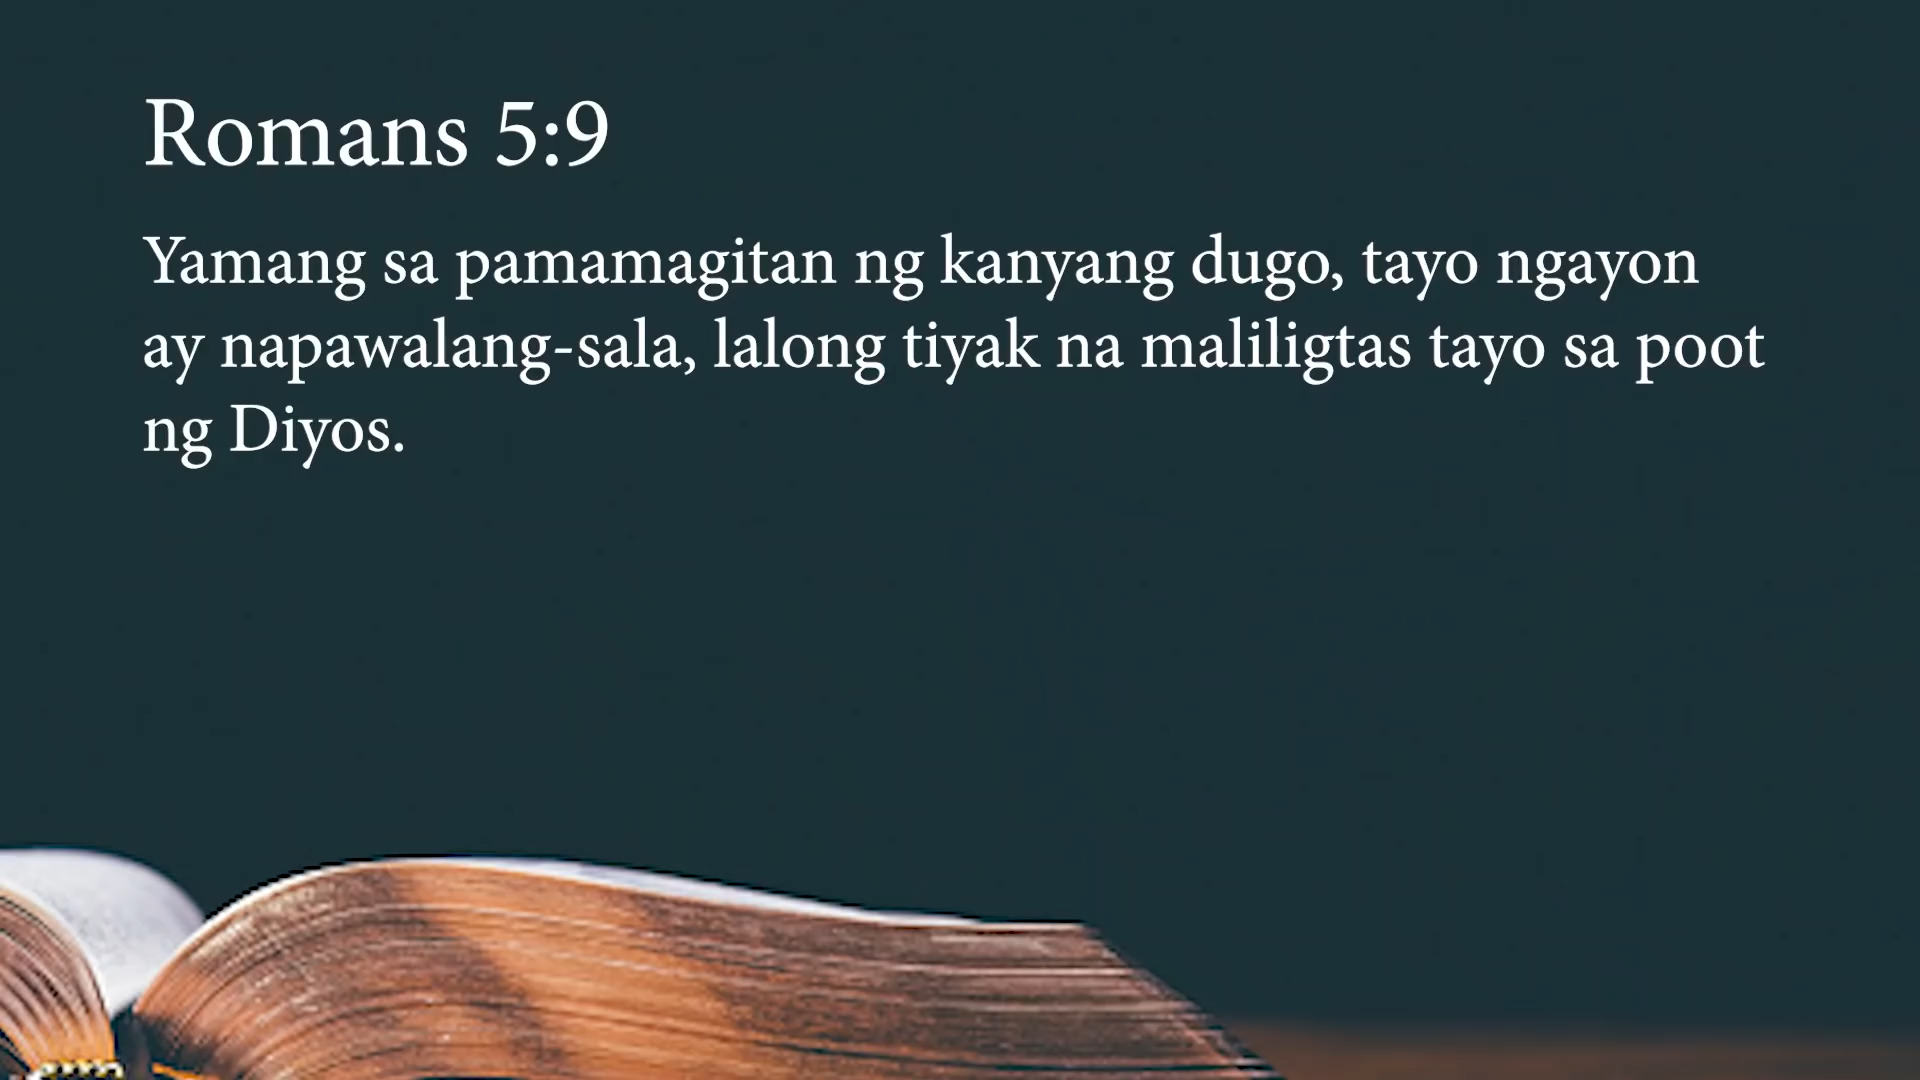 Romans 5:9
Yamang sa pamamagitan ng kanyang dugo, tayo ngayon
ay napawalang-sala, lalong tiyak na maliligtas tayo sa poot
ng Diyos.